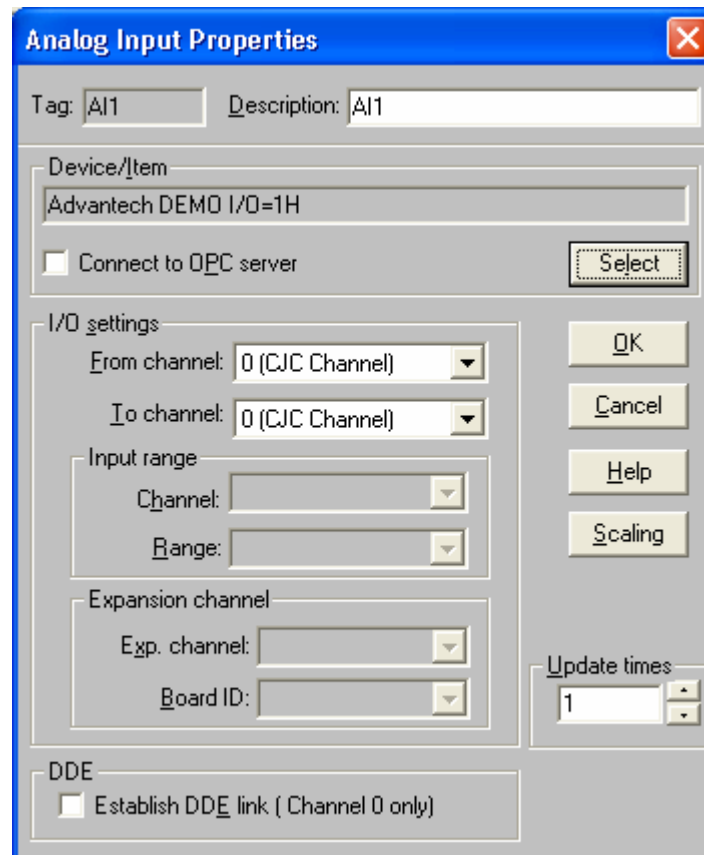 Analog Input Properties
Tag: AI1 Description: AI1
Device/Item
Advantech DEMO I/O=1H
Connect to OPC server Select
I/O settings
From channel: 0 (CJC Channel)
To channel: 0 (CJC Channel)
Input range
Channel:
Range:
Expansion channel
Exp. channel:
Board ID:
OK
Cancel
Help
Scaling
Update times
1
DDE
Establish DDE link ( Channel 0 only)